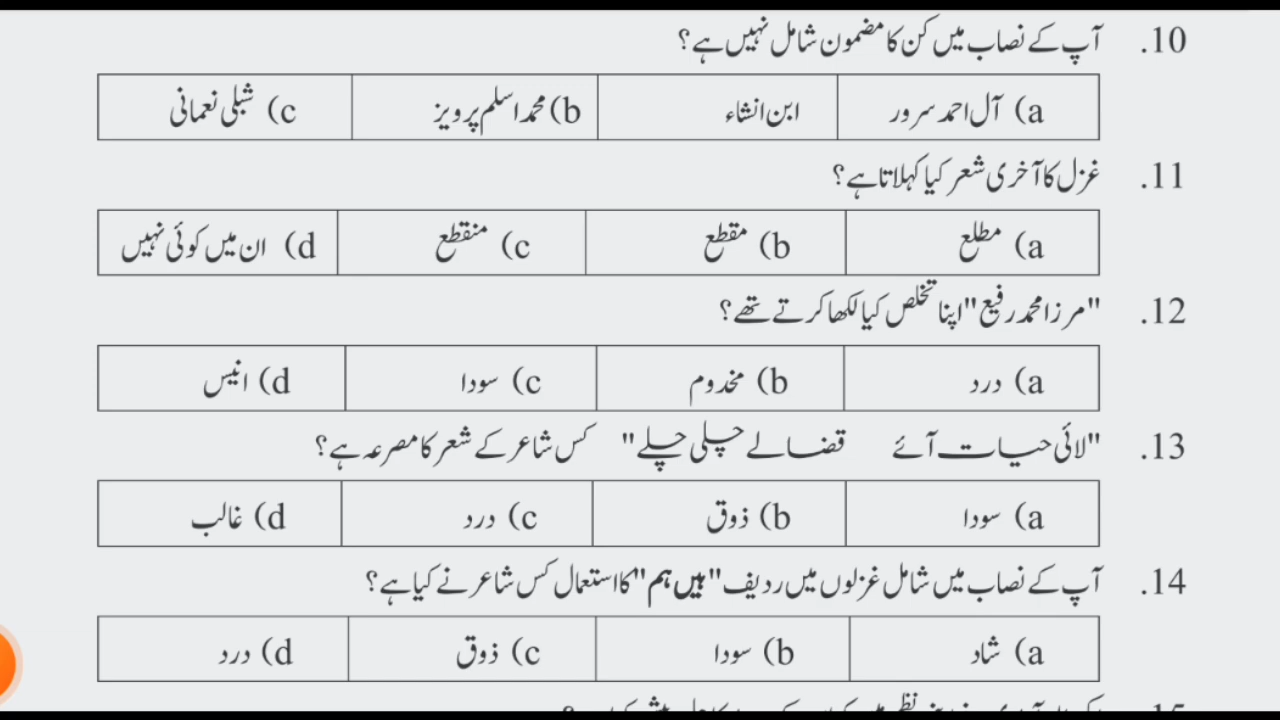 10. آپ کے نصاب میں کن کا مضمون شامل نہیں ہے؟
a) آل احمد سرور ابن انشاء b) محمد اسلم پرویز c) شبلی نعمانی
11. غزل کا آخری شعر کیا کہلاتا ہے؟
a) مطلع b) مقطع c) منقطع d) ان میں کوئی نہیں
12. "مرزا محمد رفیع" اپنا تخلص کیا لکھا کرتے تھے؟
a) درد b) مخدوم c) سودا d) انیس
13. "لائی حیات آئے قضا لے چلی چلے" کس شاعر کے شعر کا مصرعہ ہے؟
a) سودا b) ذوق c) درد d) غالب
14. آپ کے نصاب میں شامل غزلوں میں ردیف "ہیں ہم" کا استعمال کس شاعر نے کیا ہے؟
a) شاد b) سودا c) ذوق d) درد